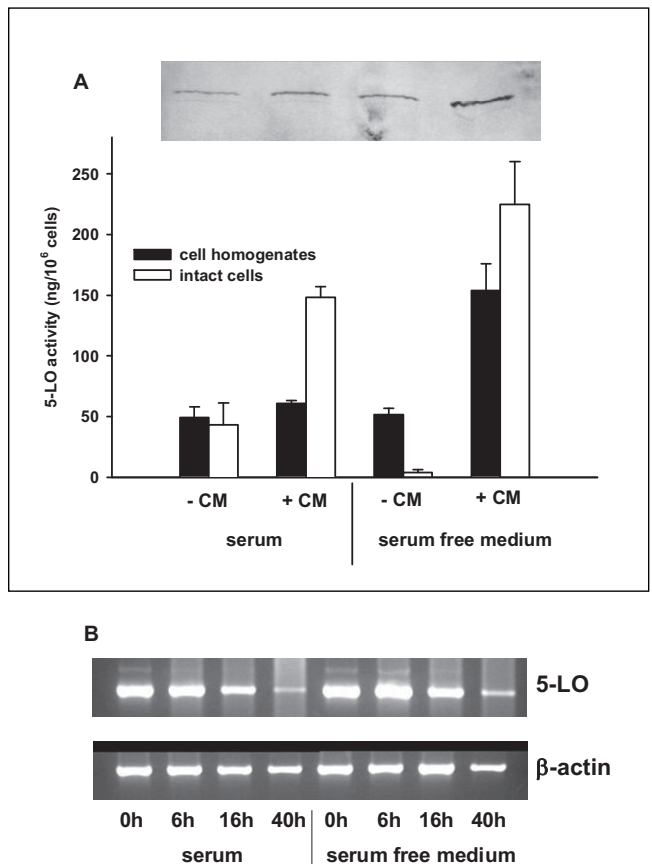 A
5-LO activity (ng/10⁶ cells)
250
200
150
100
50
0
cell homogenates
intact cells
- CM + CM - CM + CM
serum serum free medium
B
5-LO
β-actin
0h 6h 16h 40h 0h 6h 16h 40h
serum serum free medium